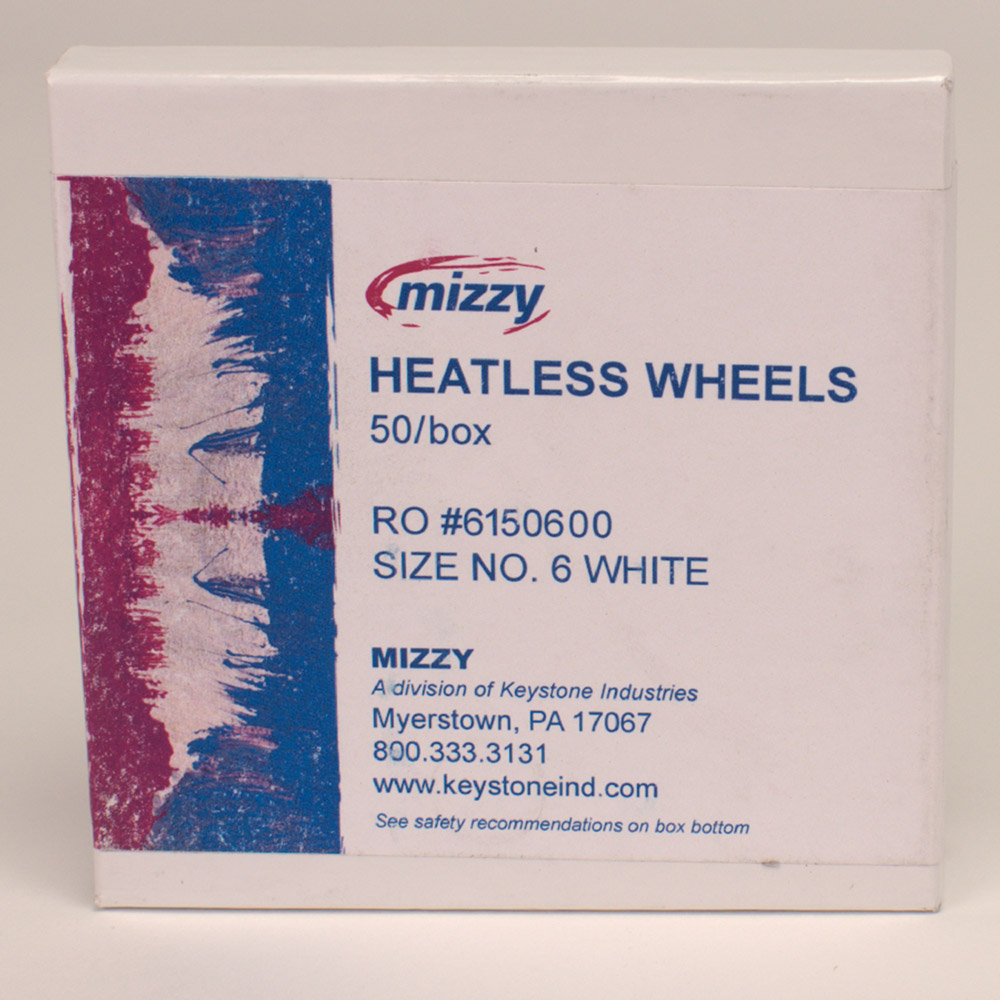 mizzy
HEATLESS WHEELS
50/box
RO #6150600
SIZE NO. 6 WHITE
MIZZY
A division of Keystone Industries
Myerstown, PA 17067
800.333.3131
www.keystoneind.com
See safety recommendations on box bottom